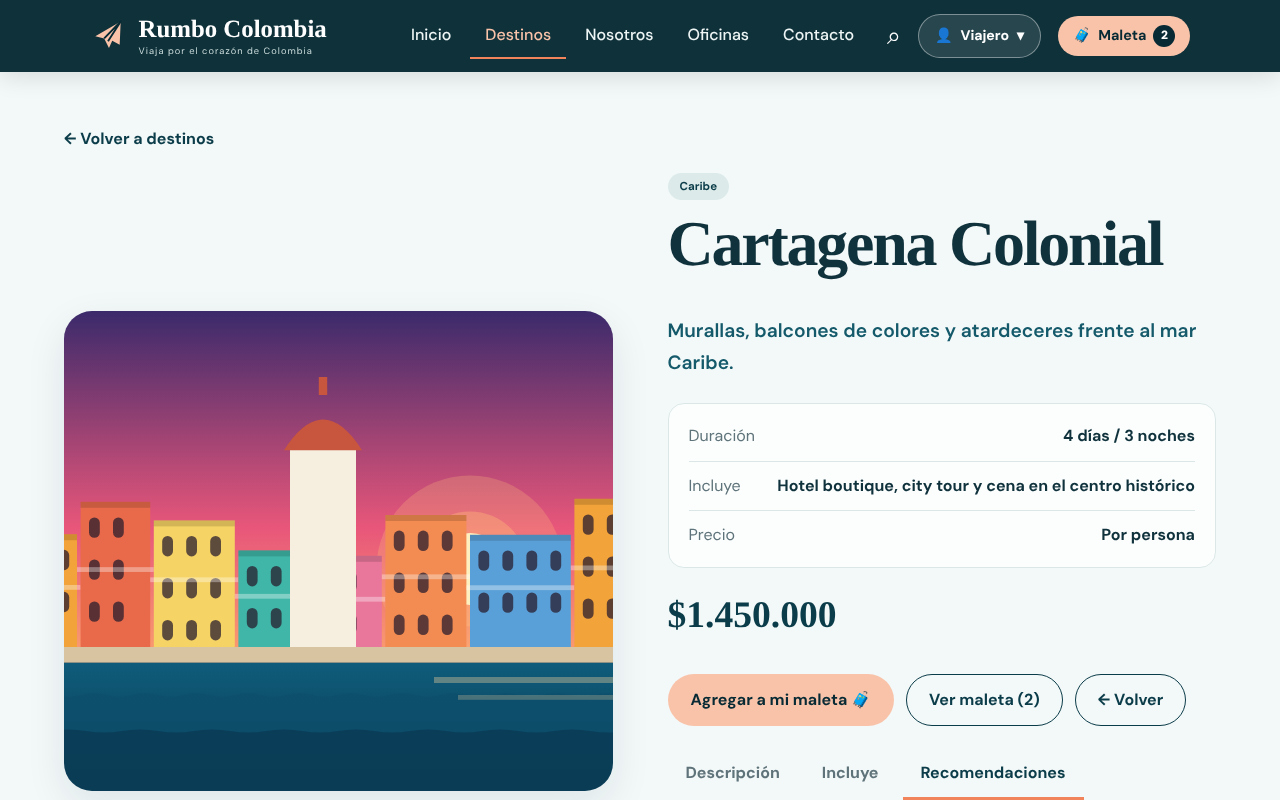 Rumbo Colombia
Viaja por el corazón de Colombia
Inicio
Destinos
Nosotros
Oficinas
Contacto
Viajero ▾
Maleta 2
← Volver a destinos
Caribe
Cartagena Colonial
Murallas, balcones de colores y atardeceres frente al mar
Caribe.
Duración 4 días / 3 noches
Incluye Hotel boutique, city tour y cena en el centro histórico
Precio Por persona
$1.450.000
Agregar a mi maleta 🧳
Ver maleta (2)
← Volver
Descripción
Incluye
Recomendaciones